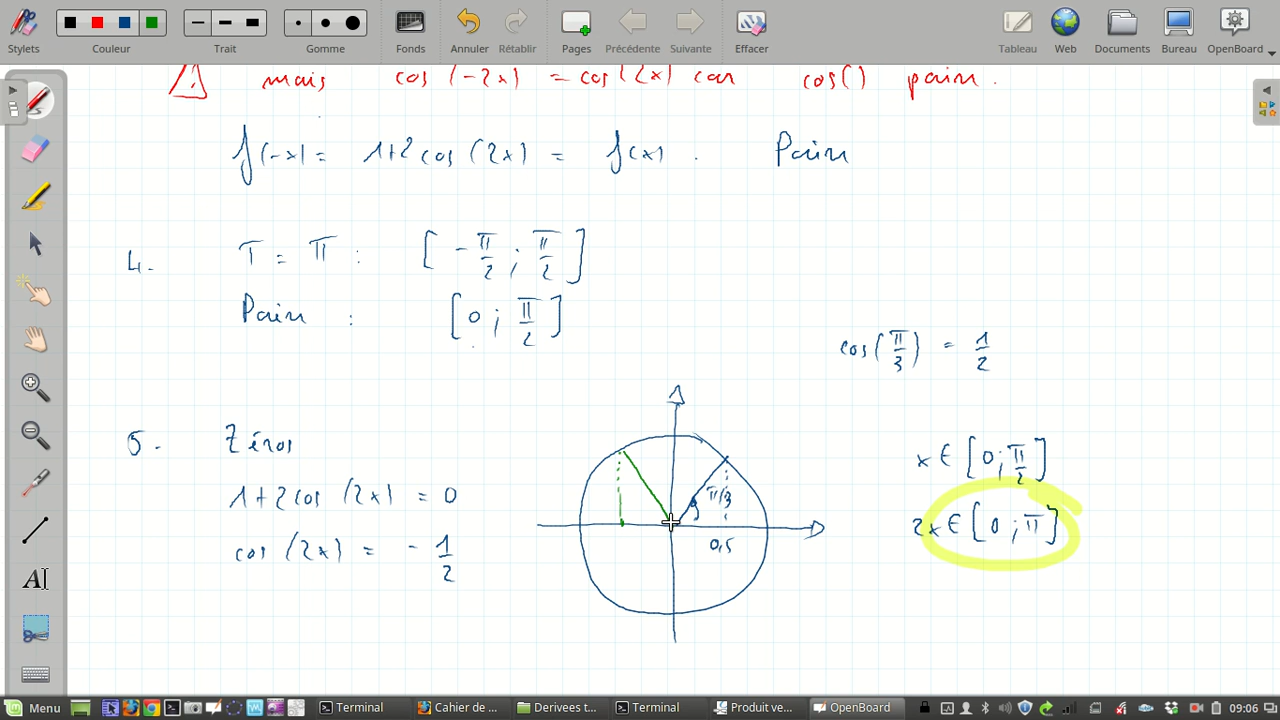 Stylets Couleur Trait Gomme Fonds Annuler Rétablir Pages Précédente Suivante Effacer Tableau Web Documents Bureau OpenBoard
⚠ mais cos(-2x) = cos(2x) car cos() pair.
f(-x) = 1+2cos(2x) = f(x). Pair
4. T = π : [-π/2 ; π/2]
Pair : [0 ; π/2]
cos(π/3) = 1/2
5. Zéros
1+2cos(2x) = 0
cos(2x) = -1/2
π/3
0,5
x ∈ [0 ; π/2]
2x ∈ [0 ; π]
Menu Terminal Cahier de ... Derivees t... Terminal Produit ve... OpenBoard 09:06